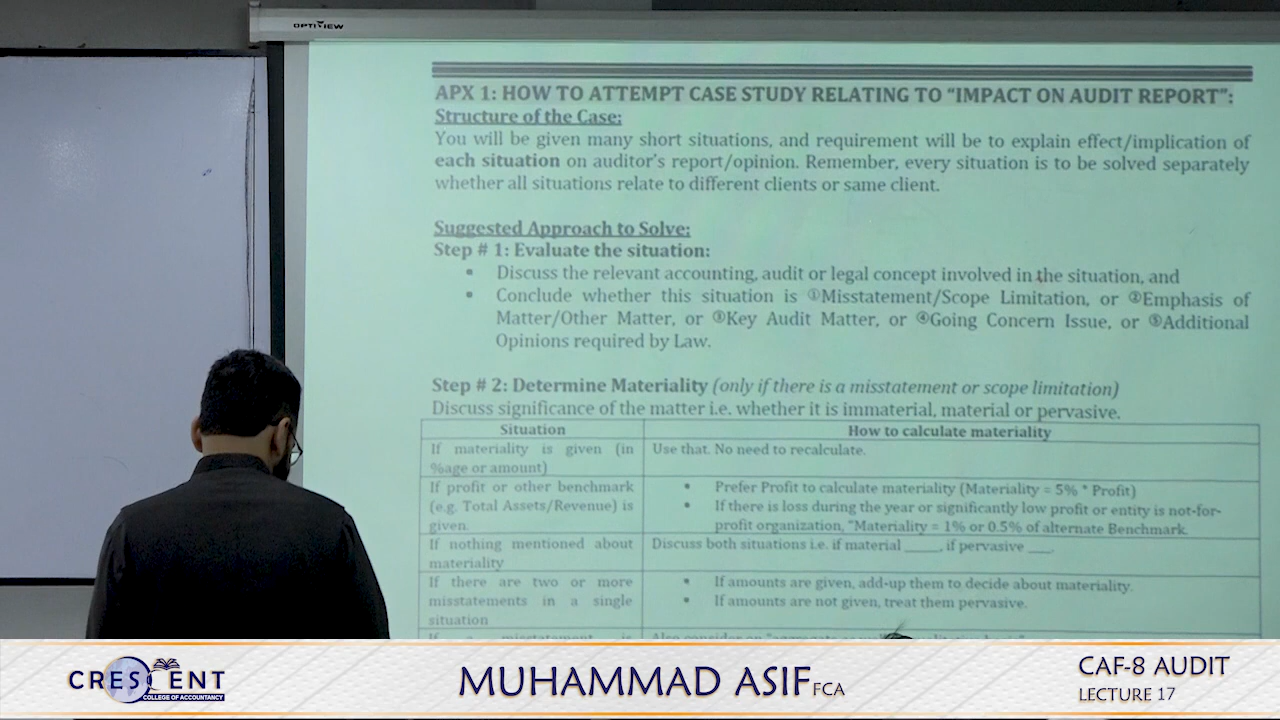 OPTIVIEW
APX 1: HOW TO ATTEMPT CASE STUDY RELATING TO “IMPACT ON AUDIT REPORT”:
Structure of the Case:
You will be given many short situations, and requirement will be to explain effect/implication of
each situation on auditor's report/opinion. Remember, every situation is to be solved separately
whether all situations relate to different clients or same client.
Suggested Approach to Solve:
Step # 1: Evaluate the situation:
• Discuss the relevant accounting, audit or legal concept involved in the situation, and
• Conclude whether this situation is ①Misstatement/Scope Limitation, or ②Emphasis of
Matter/Other Matter, or ③Key Audit Matter, or ④Going Concern Issue, or ⑤Additional
Opinions required by Law.
Step # 2: Determine Materiality (only if there is a misstatement or scope limitation)
Discuss significance of the matter i.e. whether it is immaterial, material or pervasive.
Situation
How to calculate materiality
If materiality is given (in
%age or amount)
Use that. No need to recalculate.
If profit or other benchmark
(e.g. Total Assets/Revenue) is
given.
• Prefer Profit to calculate materiality (Materiality = 5% * Profit)
• If there is loss during the year or significantly low profit or entity is not-for-
profit organization, "Materiality = 1% or 0.5% of alternate Benchmark.
If nothing mentioned about
materiality
Discuss both situations i.e. if material ____, if pervasive ___.
If there are two or more
misstatements in a single
situation
• If amounts are given, add-up them to decide about materiality.
• If amounts are not given, treat them pervasive.
CRESCENT
COLLEGE OF ACCOUNTANCY
MUHAMMAD ASIF FCA
CAF-8 AUDIT
LECTURE 17